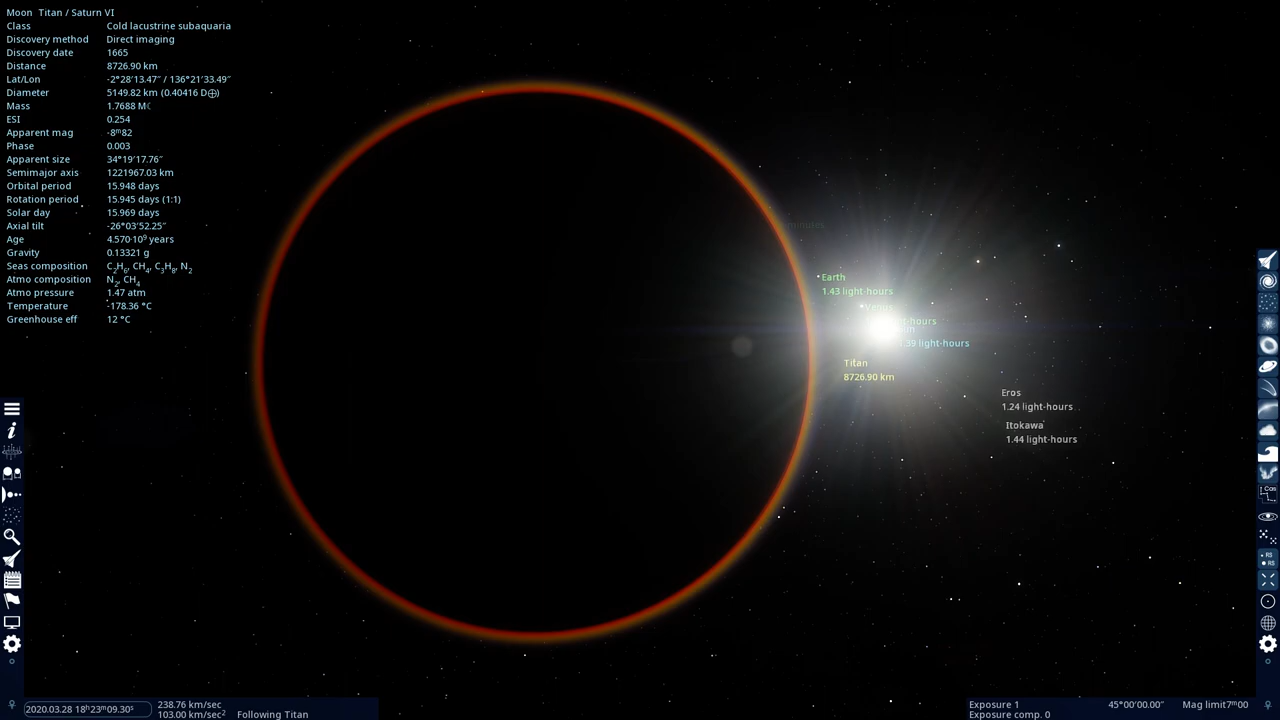 Moon Titan / Saturn VI
Class Cold lacustrine subaquaria
Discovery method Direct imaging
Discovery date 1665
Distance 8726.90 km
Lat/Lon -2°28′13.47″ / 136°21′33.49″
Diameter 5149.82 km (0.40416 D⊕)
Mass 1.7688 M☾
ESI 0.254
Apparent mag -8ᵐ82
Phase 0.003
Apparent size 34°19′17.76″
Semimajor axis 1221967.03 km
Orbital period 15.948 days
Rotation period 15.945 days (1:1)
Solar day 15.969 days
Axial tilt -26°03′52.25″
Age 4.570·10⁹ years
Gravity 0.13321 g
Seas composition C₂H₆, CH₄, C₃H₈, N₂
Atmo composition N₂, CH₄
Atmo pressure 1.47 atm
Temperature -178.36 °C
Greenhouse eff 12 °C
Earth
1.43 light-hours
Venus
t-hours
.39 light-hours
Titan
8726.90 km
Eros
1.24 light-hours
Itokawa
1.44 light-hours
RS
RS
2020.03.28 18ʰ23ᵐ09.30ˢ
238.76 km/sec
103.00 km/sec² Following Titan
Exposure 1 45°00′00.00″ Mag limit 7ᵐ00
Exposure comp. 0